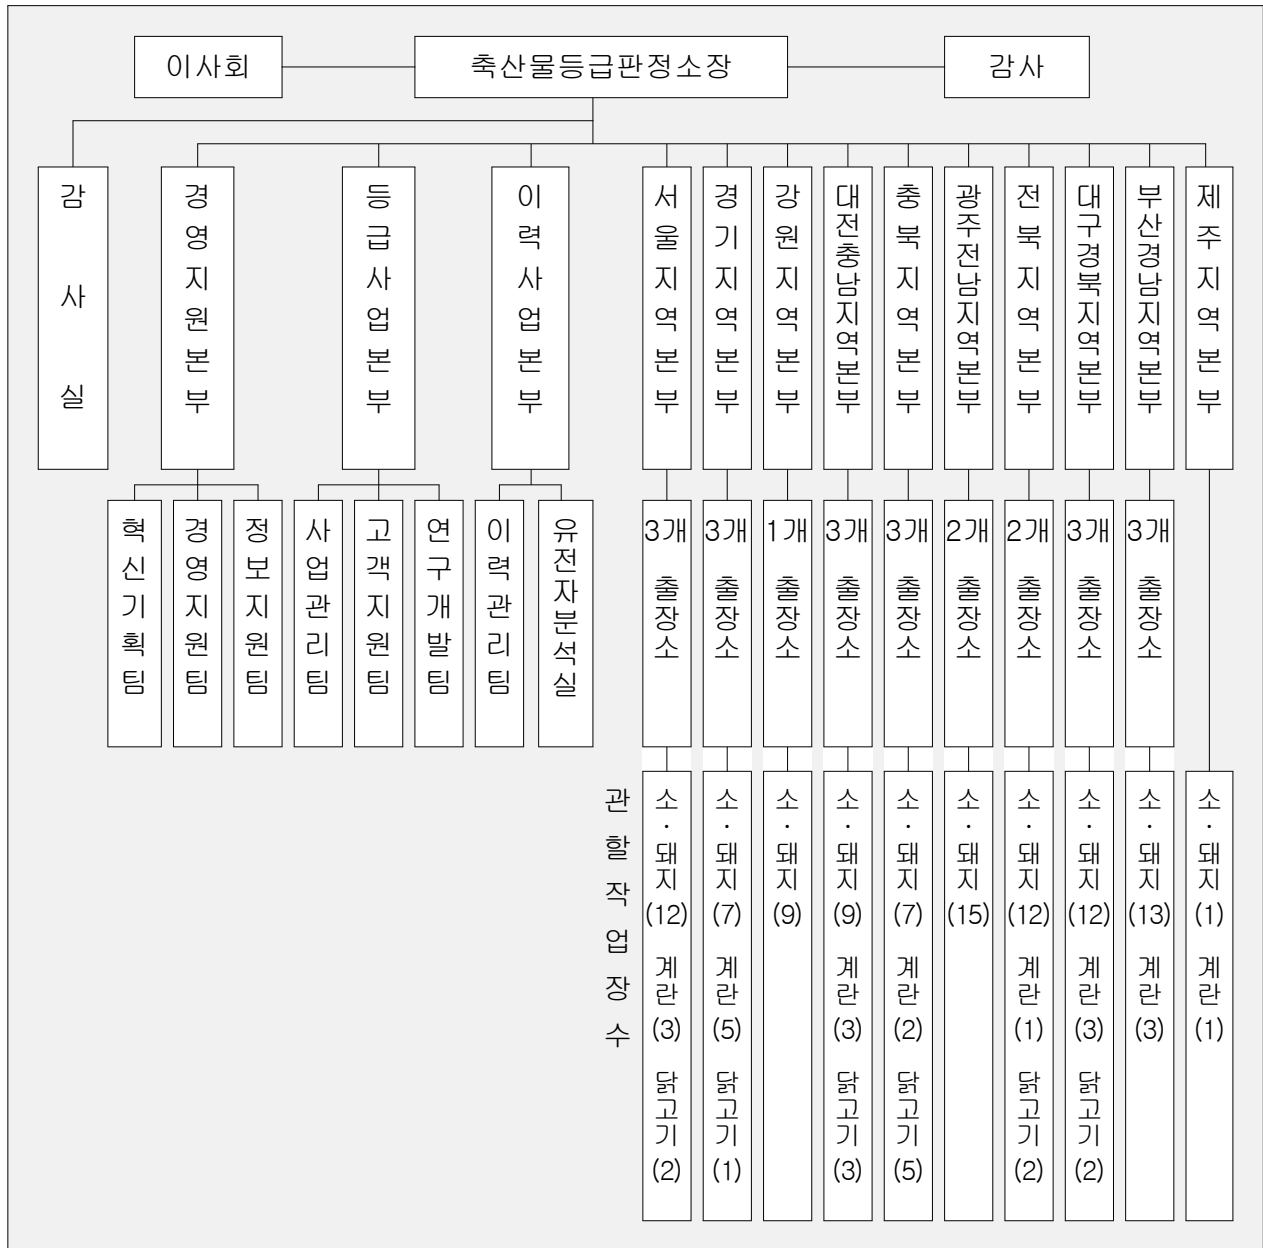 이사회
축산물등급판정소장
감사
감사실
경영지원본부
등급사업본부
이력사업본부
서울지역본부
경기지역본부
강원지역본부
대전충남지역본부
충북지역본부
광주전남지역본부
전북지역본부
대구경북지역본부
부산경남지역본부
제주지역본부
혁신기획팀
경영지원팀
정보지원팀
사업관리팀
고객지원팀
연구개발팀
이력관리팀
유전자분석실
3개 출장소
3개 출장소
1개 출장소
3개 출장소
3개 출장소
2개 출장소
2개 출장소
3개 출장소
3개 출장소
관할작업장수
소·돼지(12) 계란(3) 닭고기(2)
소·돼지(7) 계란(5) 닭고기(1)
소·돼지(9)
소·돼지(9) 계란(3) 닭고기(3)
소·돼지(7) 계란(2) 닭고기(5)
소·돼지(15)
소·돼지(12) 계란(1) 닭고기(2)
소·돼지(12) 계란(3) 닭고기(2)
소·돼지(13) 계란(3)
소·돼지(1) 계란(1)